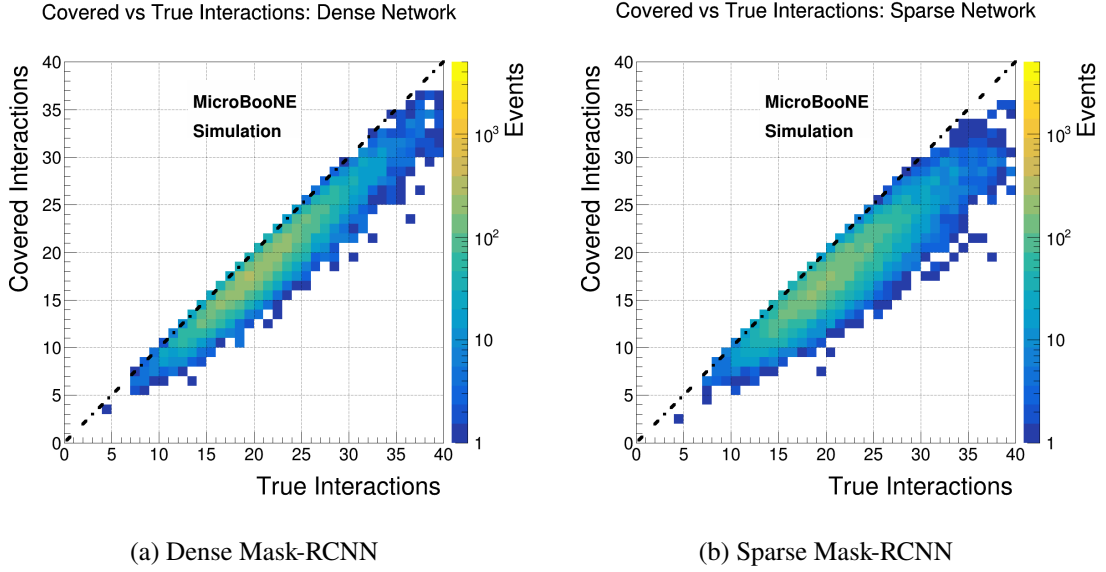 Covered vs True Interactions: Dense Network
40
35
30
25
20
15
10
5
0
Covered Interactions
MicroBooNE
Simulation
0 5 10 15 20 25 30 35 40
True Interactions
10³
10²
10
1
Events
(a) Dense Mask-RCNN
Covered vs True Interactions: Sparse Network
40
35
30
25
20
15
10
5
0
Covered Interactions
MicroBooNE
Simulation
0 5 10 15 20 25 30 35 40
True Interactions
10³
10²
10
1
Events
(b) Sparse Mask-RCNN